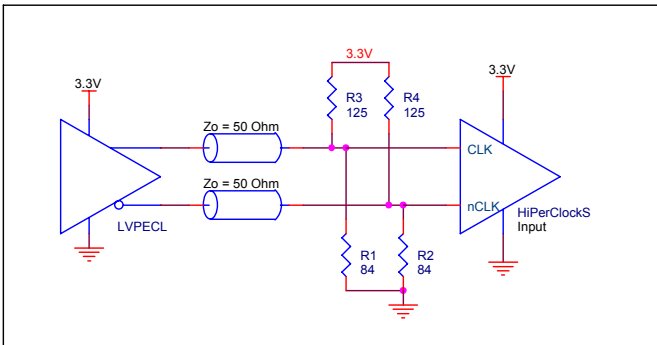 3.3V
3.3V
3.3V
R3
125
R4
125
Zo = 50 Ohm
CLK
Zo = 50 Ohm
nCLK
LVPECL
HiPerClockS
Input
R1
84
R2
84